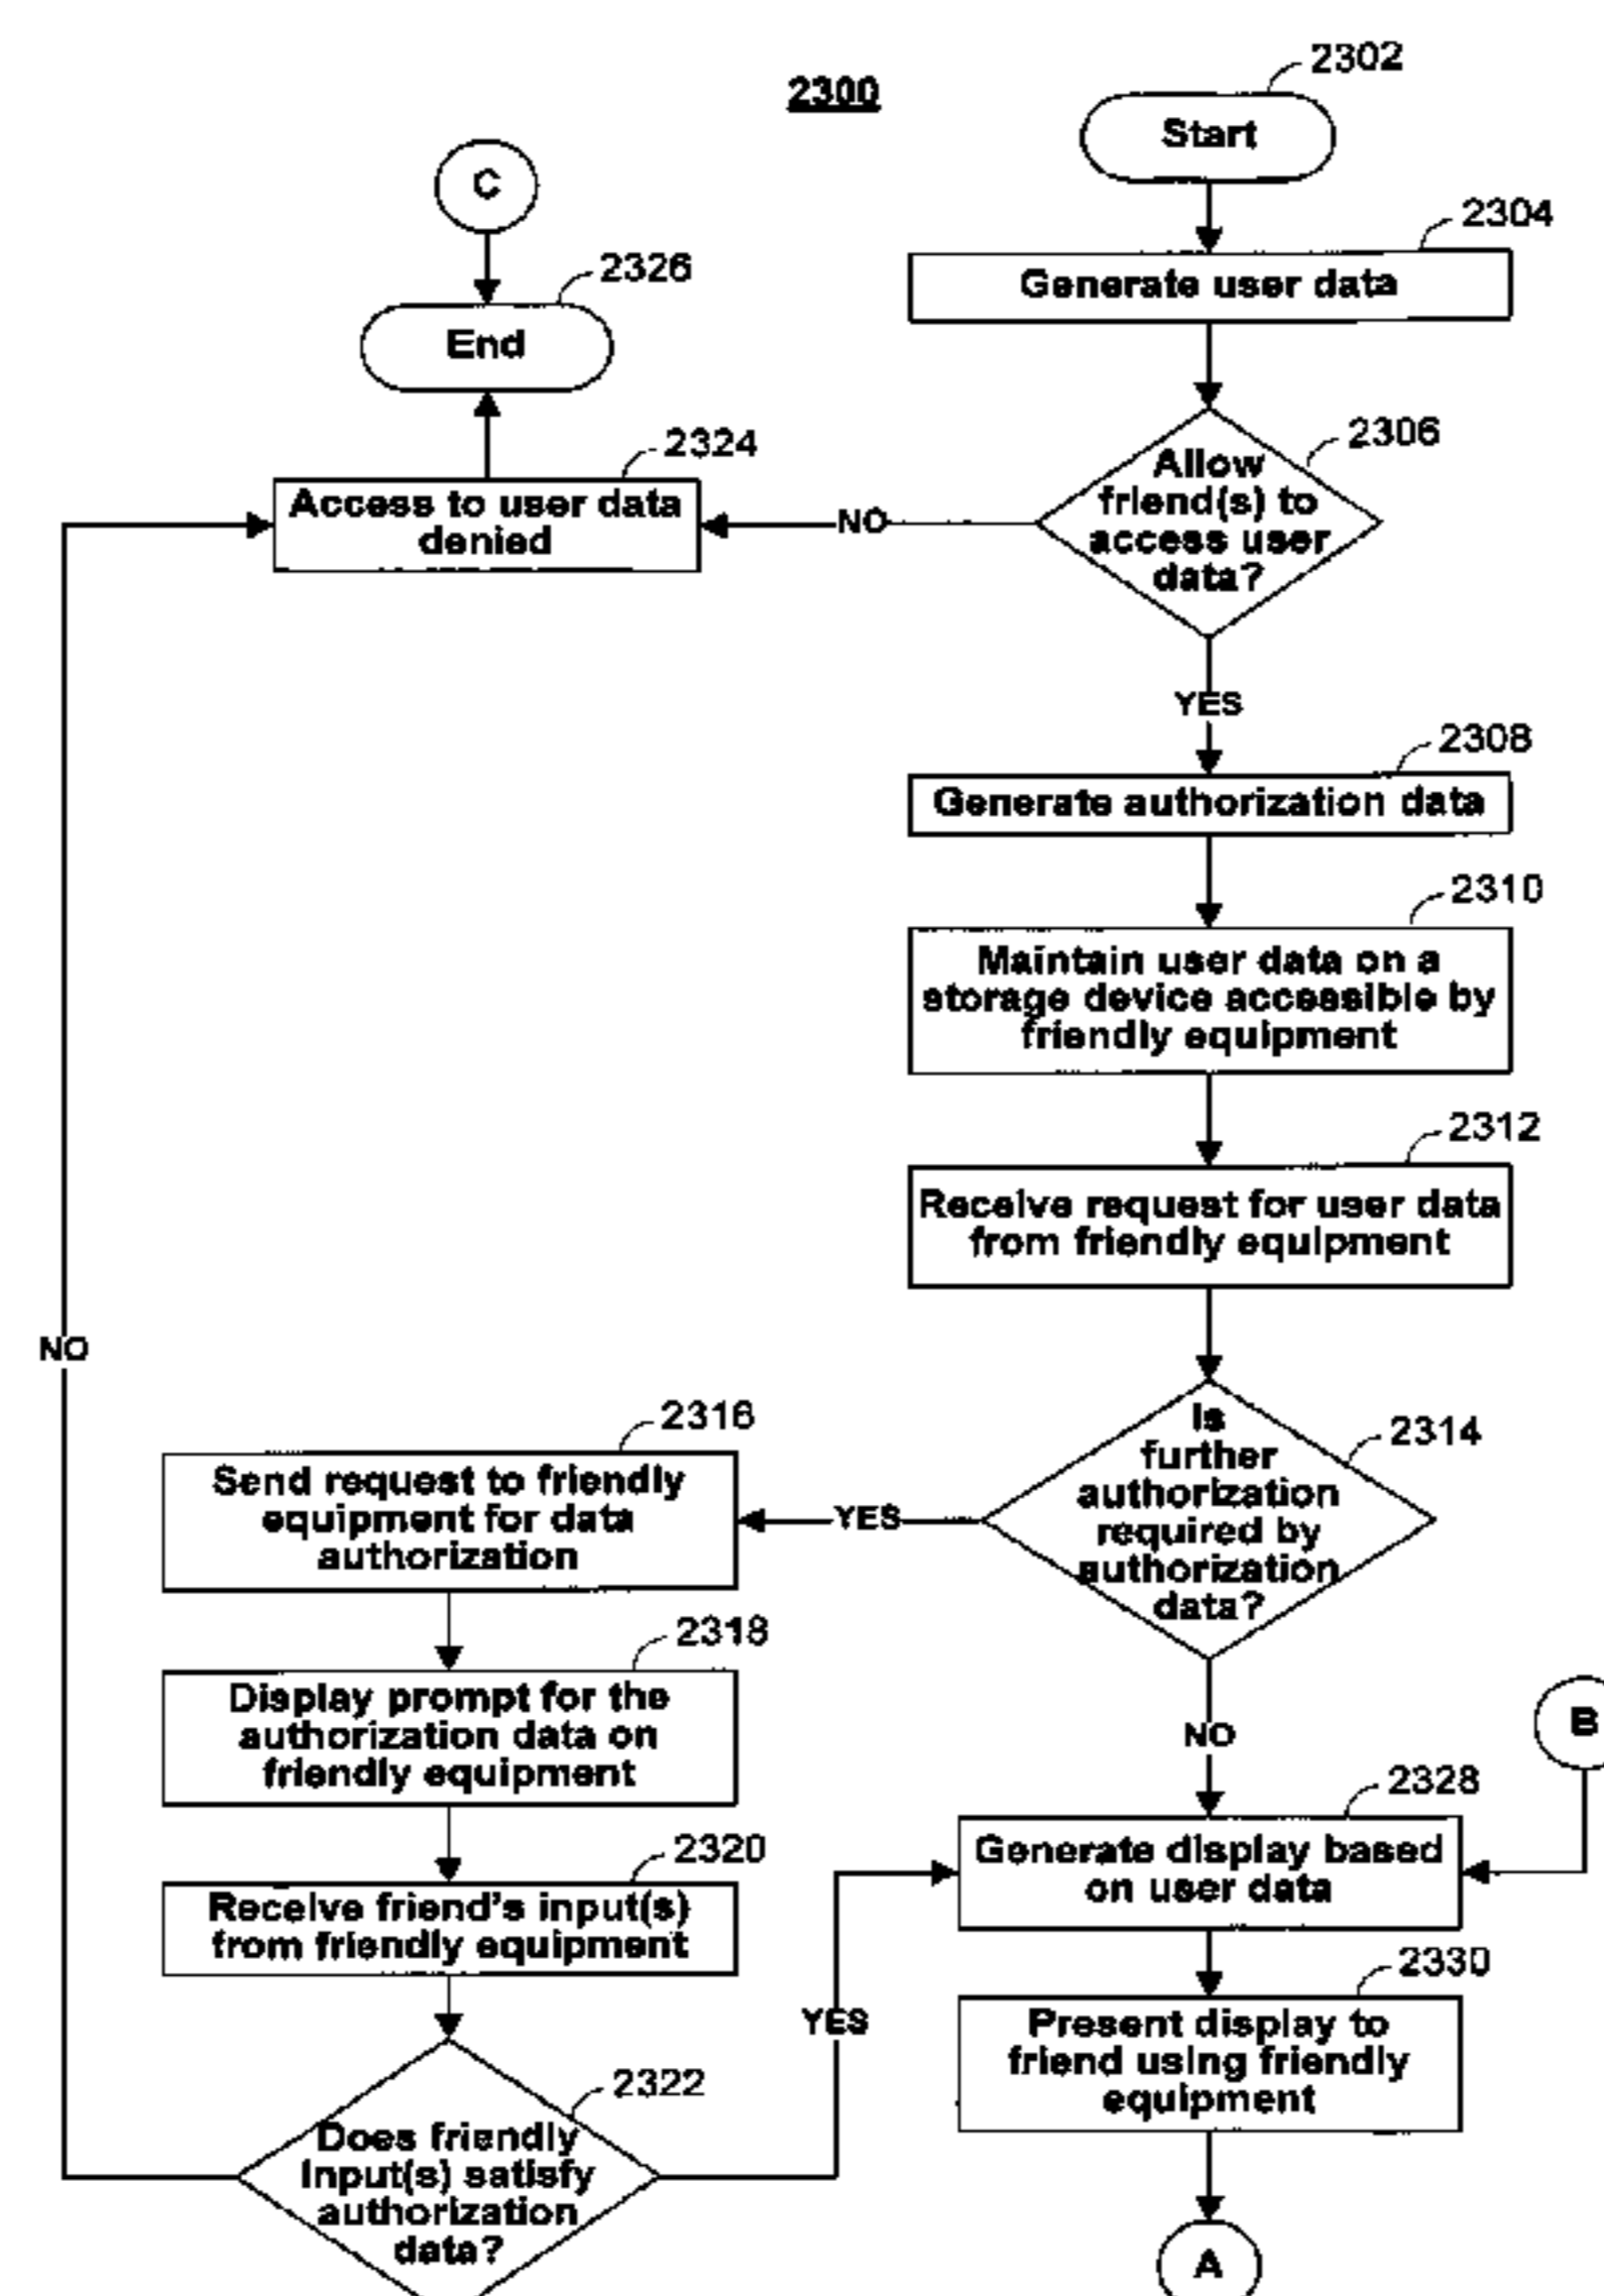 2300
2302
Start
C
2304
Generate user data
2326
End
2306
Allow
friend(s) to
access user
data?
2324
Access to user data
denied
NO
YES
2308
Generate authorization data
2310
Maintain user data on a
storage device accessible by
friendly equipment
2312
Receive request for user data
from friendly equipment
NO
2314
Is
further
authorization
required by
authorization
data?
2316
Send request to friendly
equipment for data
authorization
YES
2318
Display prompt for the
authorization data on
friendly equipment
NO
B
2328
Generate display based
on user data
2320
Receive friend's input(s)
from friendly equipment
2330
Present display to
friend using friendly
equipment
YES
2322
Does friendly
input(s) satisfy
authorization
data?
A